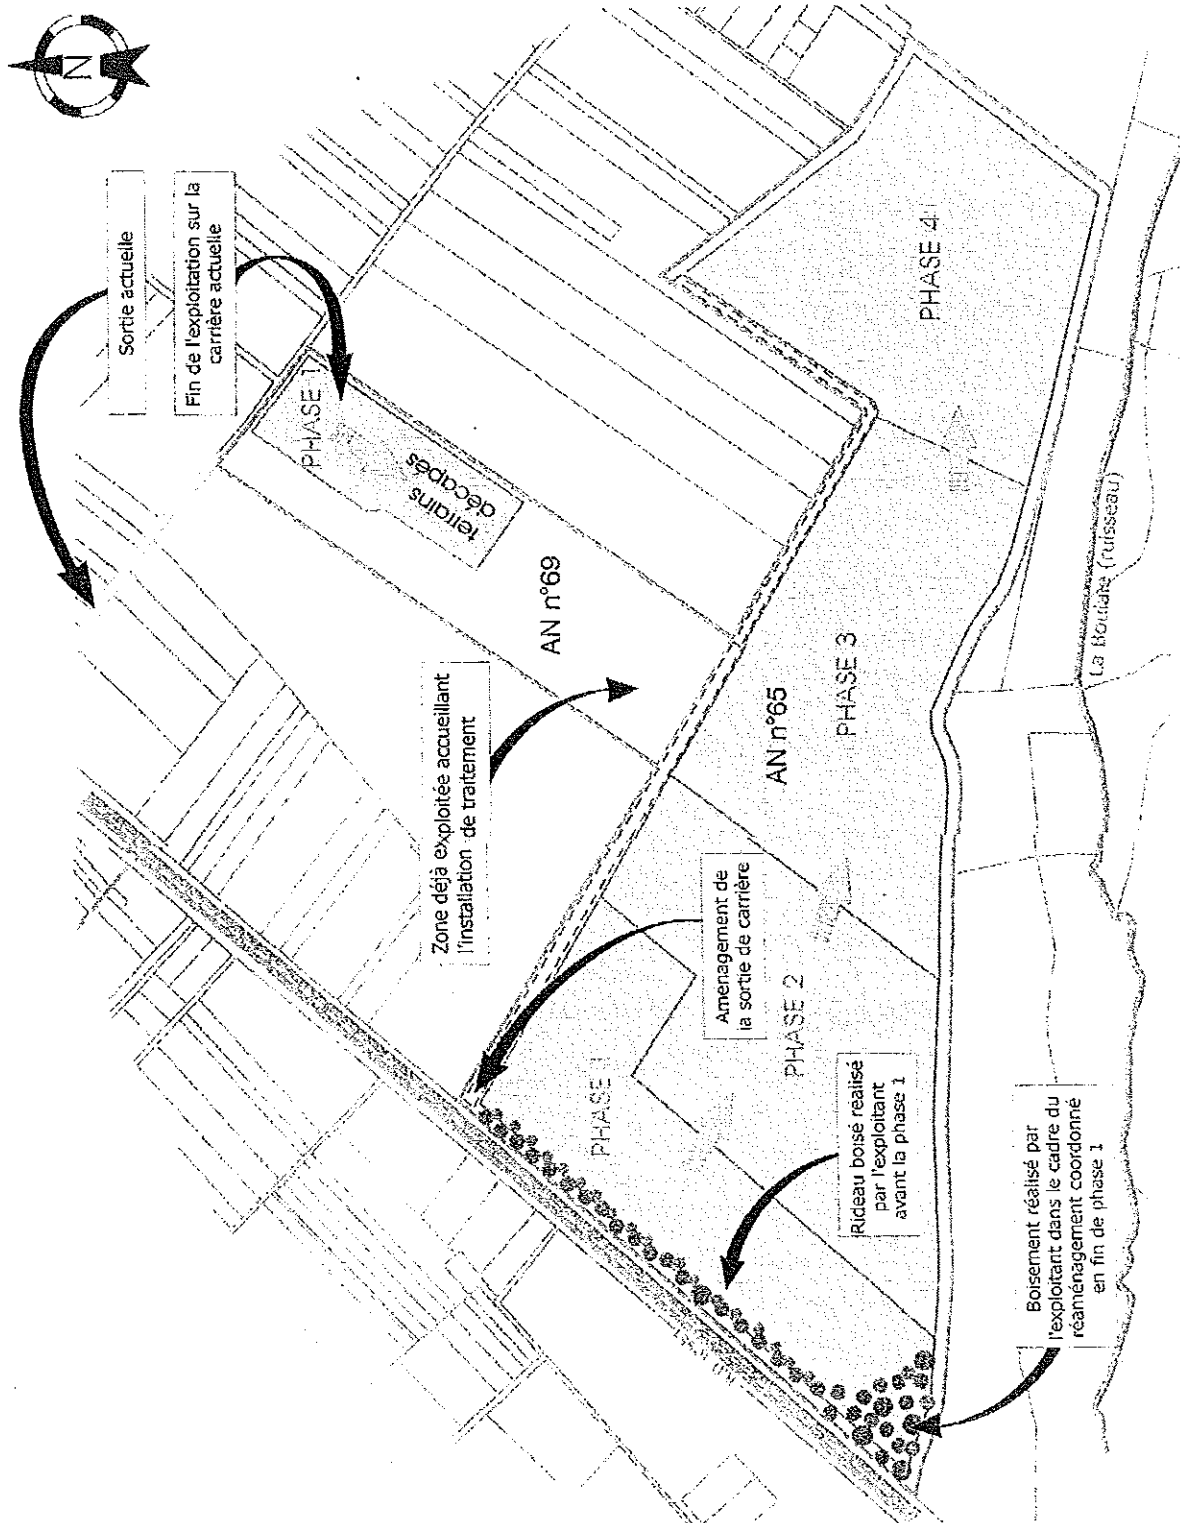 N
Sortie actuelle
Fin de l'exploitation sur la
carrière actuelle
PHASE 1
terrains
décapés
AN n°69
Zone déjà exploitée accueillant
l'installation de traitement
PHASE 4
AN n°65
PHASE 3
La (ruisseau)
Aménagement de
la sortie de carrière
PHASE 2
PHASE 1
Rideau boisé réalisé
par l'exploitant
avant la phase 1
Boisement réalisé par
l'exploitant dans le cadre du
réaménagement coordonné
en fin de phase 1